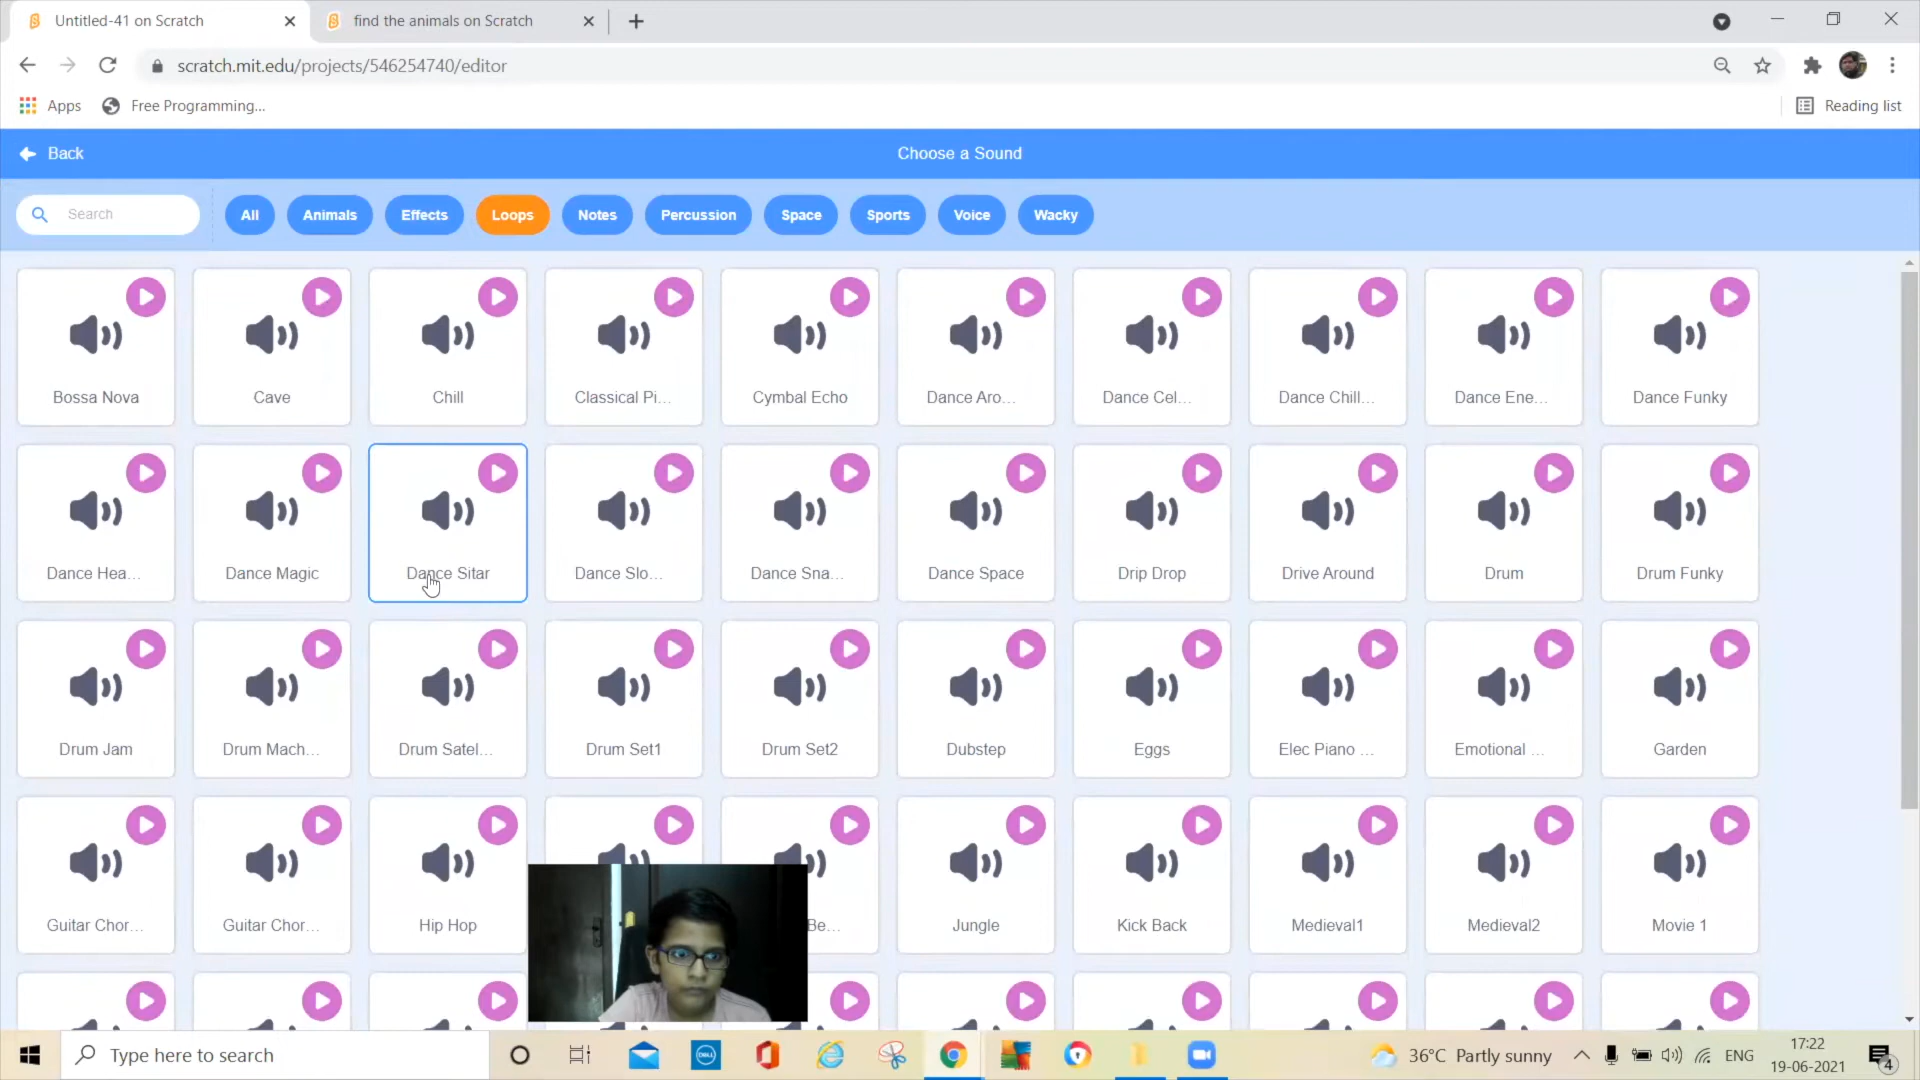 Untitled-41 on Scratch
find the animals on Scratch
scratch.mit.edu/projects/546254740/editor
Apps
Free Programming...
Reading list
Back
Choose a Sound
Search
All
Animals
Effects
Loops
Notes
Percussion
Space
Sports
Voice
Wacky
Bossa Nova
Cave
Chill
Classical Pi...
Cymbal Echo
Dance Aro...
Dance Cel...
Dance Chill...
Dance Ene...
Dance Funky
Dance Hea...
Dance Magic
Dance Sitar
Dance Slo...
Dance Sna...
Dance Space
Drip Drop
Drive Around
Drum
Drum Funky
Drum Jam
Drum Mach...
Drum Satel...
Drum Set1
Drum Set2
Dubstep
Eggs
Elec Piano ...
Emotional ...
Garden
Guitar Chor...
Guitar Chor...
Hip Hop
Be...
Jungle
Kick Back
Medieval1
Medieval2
Movie 1
Type here to search
DELL
36°C Partly sunny
ENG
17:22
19-06-2021
4